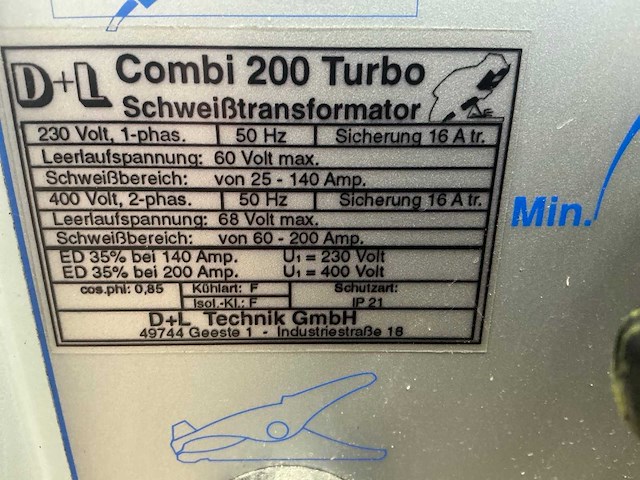 D+L Combi 200 Turbo
Schweißtransformator
230 Volt, 1-phas. 50 Hz Sicherung 16 A tr.
Leerlaufspannung: 60 Volt max.
Schweißbereich: von 25 - 140 Amp.
400 Volt, 2-phas. 50 Hz Sicherung 16 A tr.
Leerlaufspannung: 68 Volt max.
Schweißbereich: von 60 - 200 Amp.
ED 35% bei 140 Amp. U₁ = 230 Volt
ED 35% bei 200 Amp. U₁ = 400 Volt
cos.phi: 0,85 Kühlart: F Schutzart:
Isol.-Kl.: F IP 21
D+L Technik GmbH
49744 Geeste 1 - Industriestraße 18
Min.